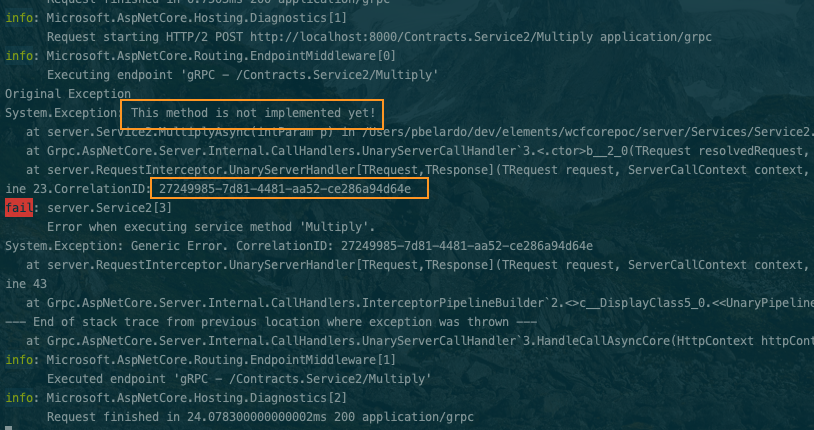 Request finished in 0.7505ms 200 application/grpc
info: Microsoft.AspNetCore.Hosting.Diagnostics[1]
Request starting HTTP/2 POST http://localhost:8000/Contracts.Service2/Multiply application/grpc
info: Microsoft.AspNetCore.Routing.EndpointMiddleware[0]
Executing endpoint 'gRPC - /Contracts.Service2/Multiply'
Original Exception
System.Exception: This method is not implemented yet!
at server.Service2.MultiplyAsync(intParam p) in /Users/pbelardo/dev/elements/wcfcorepoc/server/Services/Service2.
at Grpc.AspNetCore.Server.Internal.CallHandlers.UnaryServerCallHandler`3.<.ctor>b__2_0(TRequest resolvedRequest,
at server.RequestInterceptor.UnaryServerHandler[TRequest,TResponse](TRequest request, ServerCallContext context,
ine 23.CorrelationID: 27249985-7d81-4481-aa52-ce286a94d64e
fail: server.Service2[3]
Error when executing service method 'Multiply'.
System.Exception: Generic Error. CorrelationID: 27249985-7d81-4481-aa52-ce286a94d64e
at server.RequestInterceptor.UnaryServerHandler[TRequest,TResponse](TRequest request, ServerCallContext context,
ine 43
at Grpc.AspNetCore.Server.Internal.CallHandlers.InterceptorPipelineBuilder`2.<>c__DisplayClass5_0.<<UnaryPipeline
--- End of stack trace from previous location where exception was thrown ---
at Grpc.AspNetCore.Server.Internal.CallHandlers.UnaryServerCallHandler`3.HandleCallAsyncCore(HttpContext httpCont
info: Microsoft.AspNetCore.Routing.EndpointMiddleware[1]
Executed endpoint 'gRPC - /Contracts.Service2/Multiply'
info: Microsoft.AspNetCore.Hosting.Diagnostics[2]
Request finished in 24.078300000000002ms 200 application/grpc